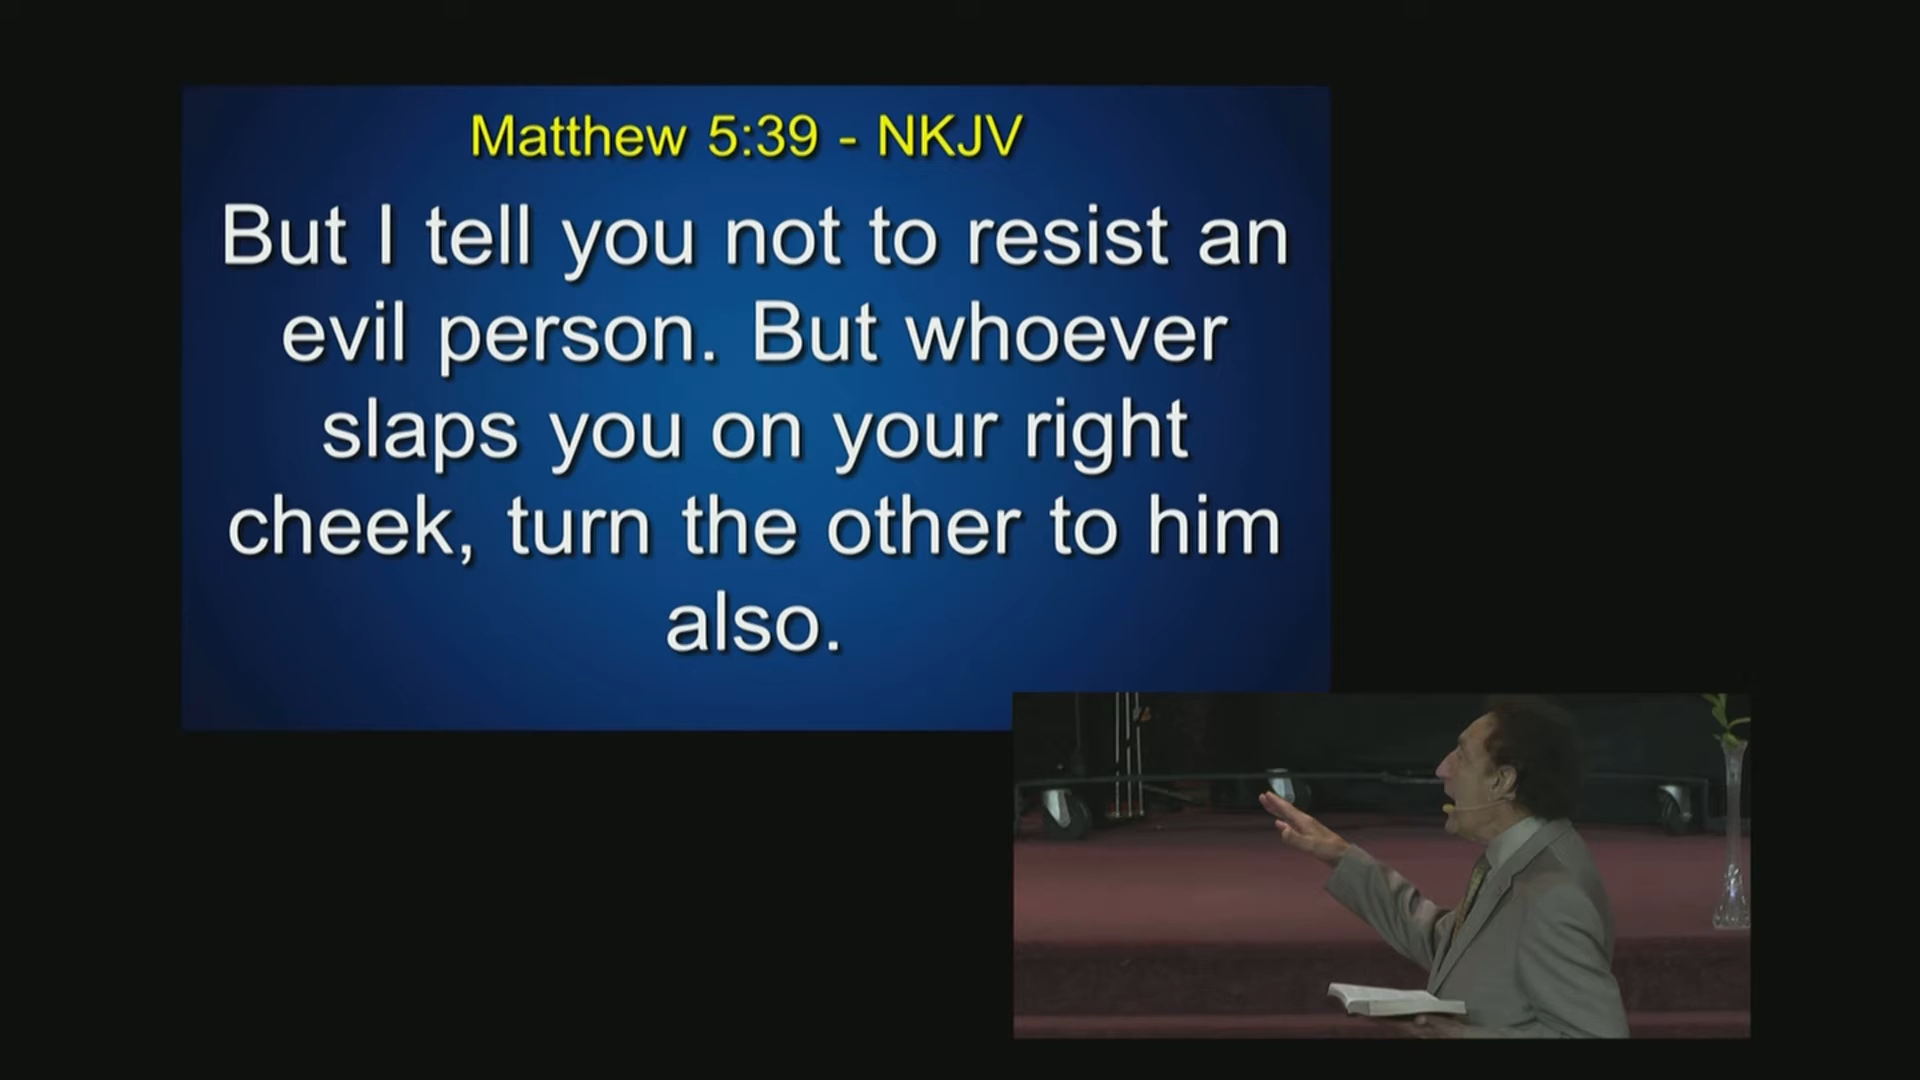 Matthew 5:39 - NKJV
But I tell you not to resist an
evil person. But whoever
slaps you on your right
cheek, turn the other to him
also.